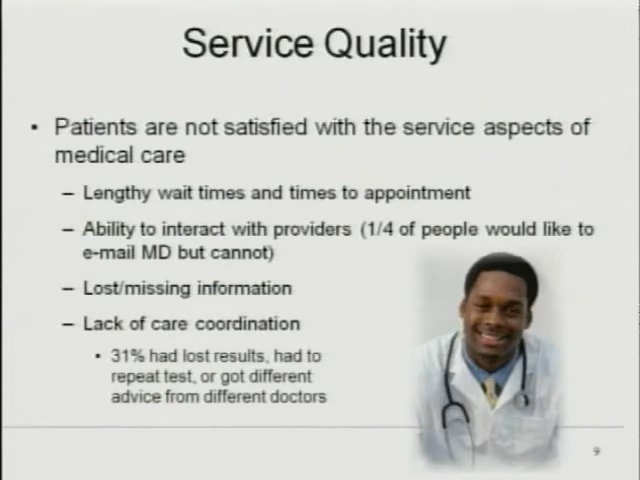 Service Quality
• Patients are not satisfied with the service aspects of
medical care
– Lengthy wait times and times to appointment
– Ability to interact with providers (1/4 of people would like to
e-mail MD but cannot)
– Lost/missing information
– Lack of care coordination
• 31% had lost results, had to
repeat test, or got different
advice from different doctors
9